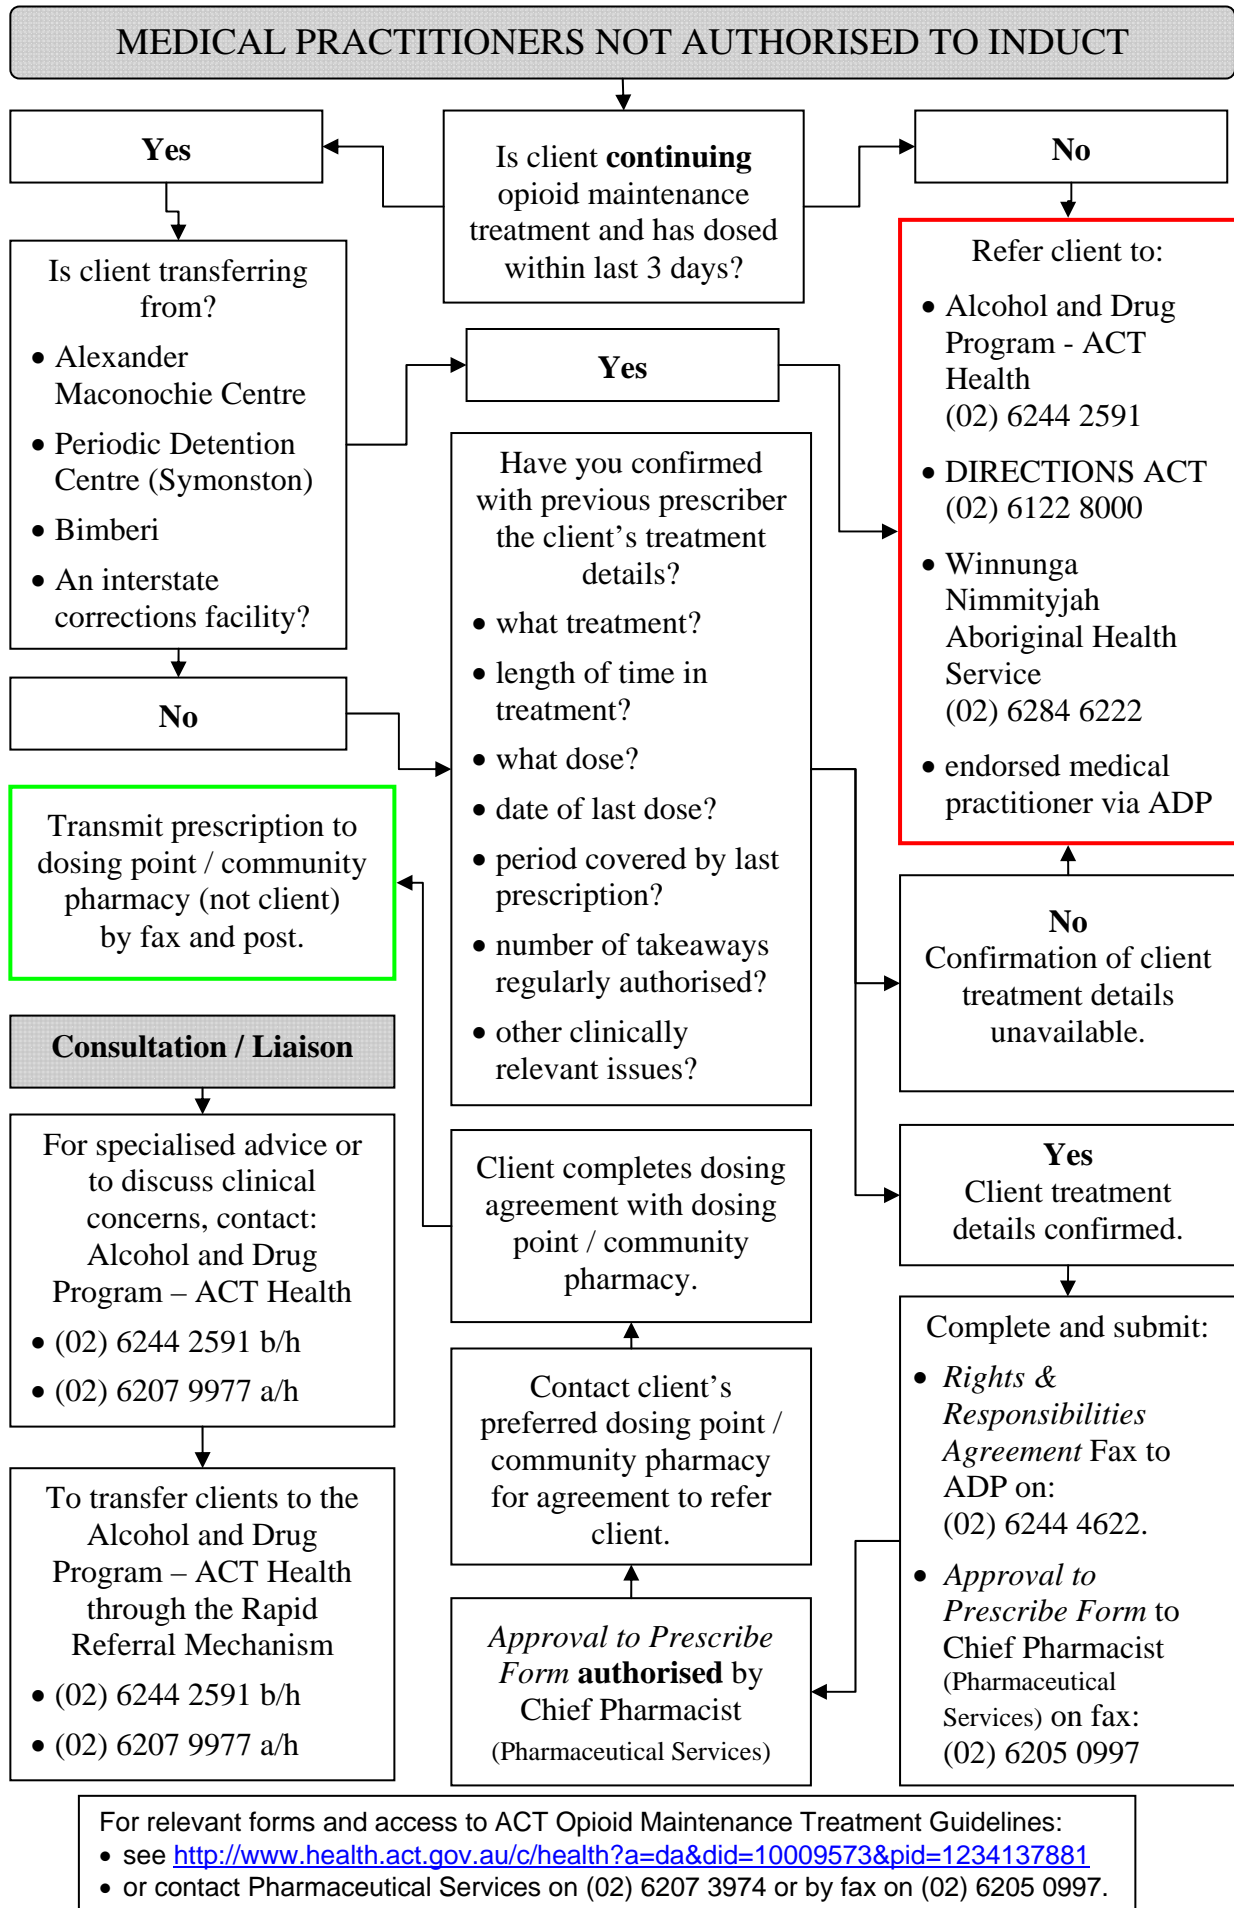 MEDICAL PRACTITIONERS NOT AUTHORISED TO INDUCT
Yes
Is client continuing
opioid maintenance
treatment and has dosed
within last 3 days?
No
Is client transferring
from?
• Alexander
Maconochie Centre
• Periodic Detention
Centre (Symonston)
• Bimberi
• An interstate
corrections facility?
Yes
Refer client to:
• Alcohol and Drug
Program - ACT
Health
(02) 6244 2591
• DIRECTIONS ACT
(02) 6122 8000
• Winnunga
Nimmityjah
Aboriginal Health
Service
(02) 6284 6222
• endorsed medical
practitioner via ADP
No
Have you confirmed
with previous prescriber
the client’s treatment
details?
• what treatment?
• length of time in
treatment?
• what dose?
• date of last dose?
• period covered by last
prescription?
• number of takeaways
regularly authorised?
• other clinically
relevant issues?
No
Confirmation of client
treatment details
unavailable.
Yes
Client treatment
details confirmed.
Complete and submit:
• Rights &
Responsibilities
Agreement Fax to
ADP on:
(02) 6244 4622.
• Approval to
Prescribe Form to
Chief Pharmacist
(Pharmaceutical
Services) on fax:
(02) 6205 0997
Approval to Prescribe
Form authorised by
Chief Pharmacist
(Pharmaceutical Services)
Contact client’s
preferred dosing point /
community pharmacy
for agreement to refer
client.
Client completes dosing
agreement with dosing
point / community
pharmacy.
Transmit prescription to
dosing point / community
pharmacy (not client)
by fax and post.
Consultation / Liaison
For specialised advice or
to discuss clinical
concerns, contact:
Alcohol and Drug
Program – ACT Health
• (02) 6244 2591 b/h
• (02) 6207 9977 a/h
To transfer clients to the
Alcohol and Drug
Program – ACT Health
through the Rapid
Referral Mechanism
• (02) 6244 2591 b/h
• (02) 6207 9977 a/h
For relevant forms and access to ACT Opioid Maintenance Treatment Guidelines:
• see http://www.health.act.gov.au/c/health?a=da&did=10009573&pid=1234137881
• or contact Pharmaceutical Services on (02) 6207 3974 or by fax on (02) 6205 0997.